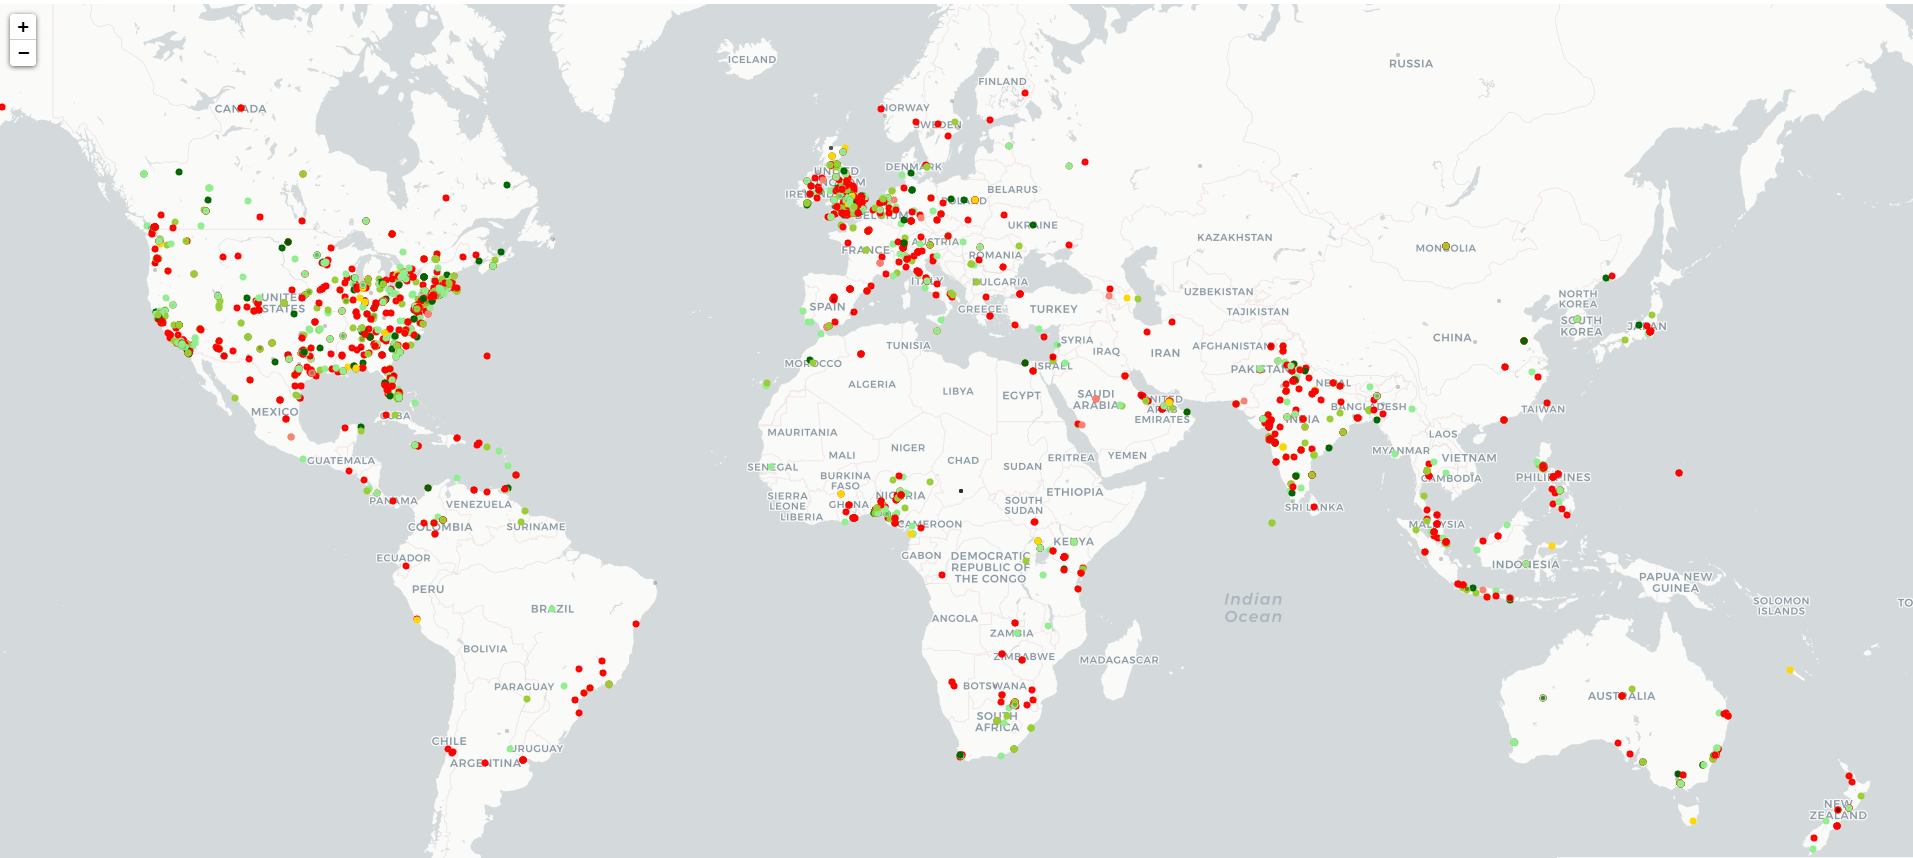 +
−
ICELAND
RUSSIA
FINLAND
CANADA
NORWAY
SWEDEN
DENMARK
UNITED
KINGDOM
BELARUS
IRELAND
POLAND
BELGIUM
UKRAINE
KAZAKHSTAN
AUSTRIA
FRANCE
MONGOLIA
ROMANIA
ITALY
BULGARIA
UZBEKISTAN
UNITED
STATES
SPAIN
GREECE
TURKEY
TAJIKISTAN
NORTH
KOREA
SOUTH
KOREA
JAPAN
CHINA
TUNISIA
SYRIA
IRAQ
IRAN
AFGHANISTAN
MOROCCO
ISRAEL
PAKISTAN
NEPAL
ALGERIA
LIBYA
EGYPT
SAUDI
ARABIA
UNITED
ARAB
EMIRATES
BANGLADESH
TAIWAN
MEXICO
CUBA
INDIA
MAURITANIA
LAOS
MALI
NIGER
CHAD
SUDAN
ERITREA
YEMEN
MYANMAR
VIETNAM
GUATEMALA
SENEGAL
BURKINA
FASO
CAMBODIA
PHILIPPINES
SIERRA
LEONE
LIBERIA
GHANA
NIGERIA
SOUTH
SUDAN
ETHIOPIA
PANAMA
VENEZUELA
SRI LANKA
COLOMBIA
SURINAME
CAMEROON
MALAYSIA
ECUADOR
GABON
DEMOCRATIC
REPUBLIC OF
THE CONGO
KENYA
INDONESIA
PAPUA NEW
GUINEA
PERU
BRAZIL
Indian
Ocean
SOLOMON
ISLANDS
TO
ANGOLA
ZAMBIA
BOLIVIA
ZIMBABWE
MADAGASCAR
PARAGUAY
BOTSWANA
AUSTRALIA
SOUTH
AFRICA
CHILE
URUGUAY
ARGENTINA
NEW
ZEALAND